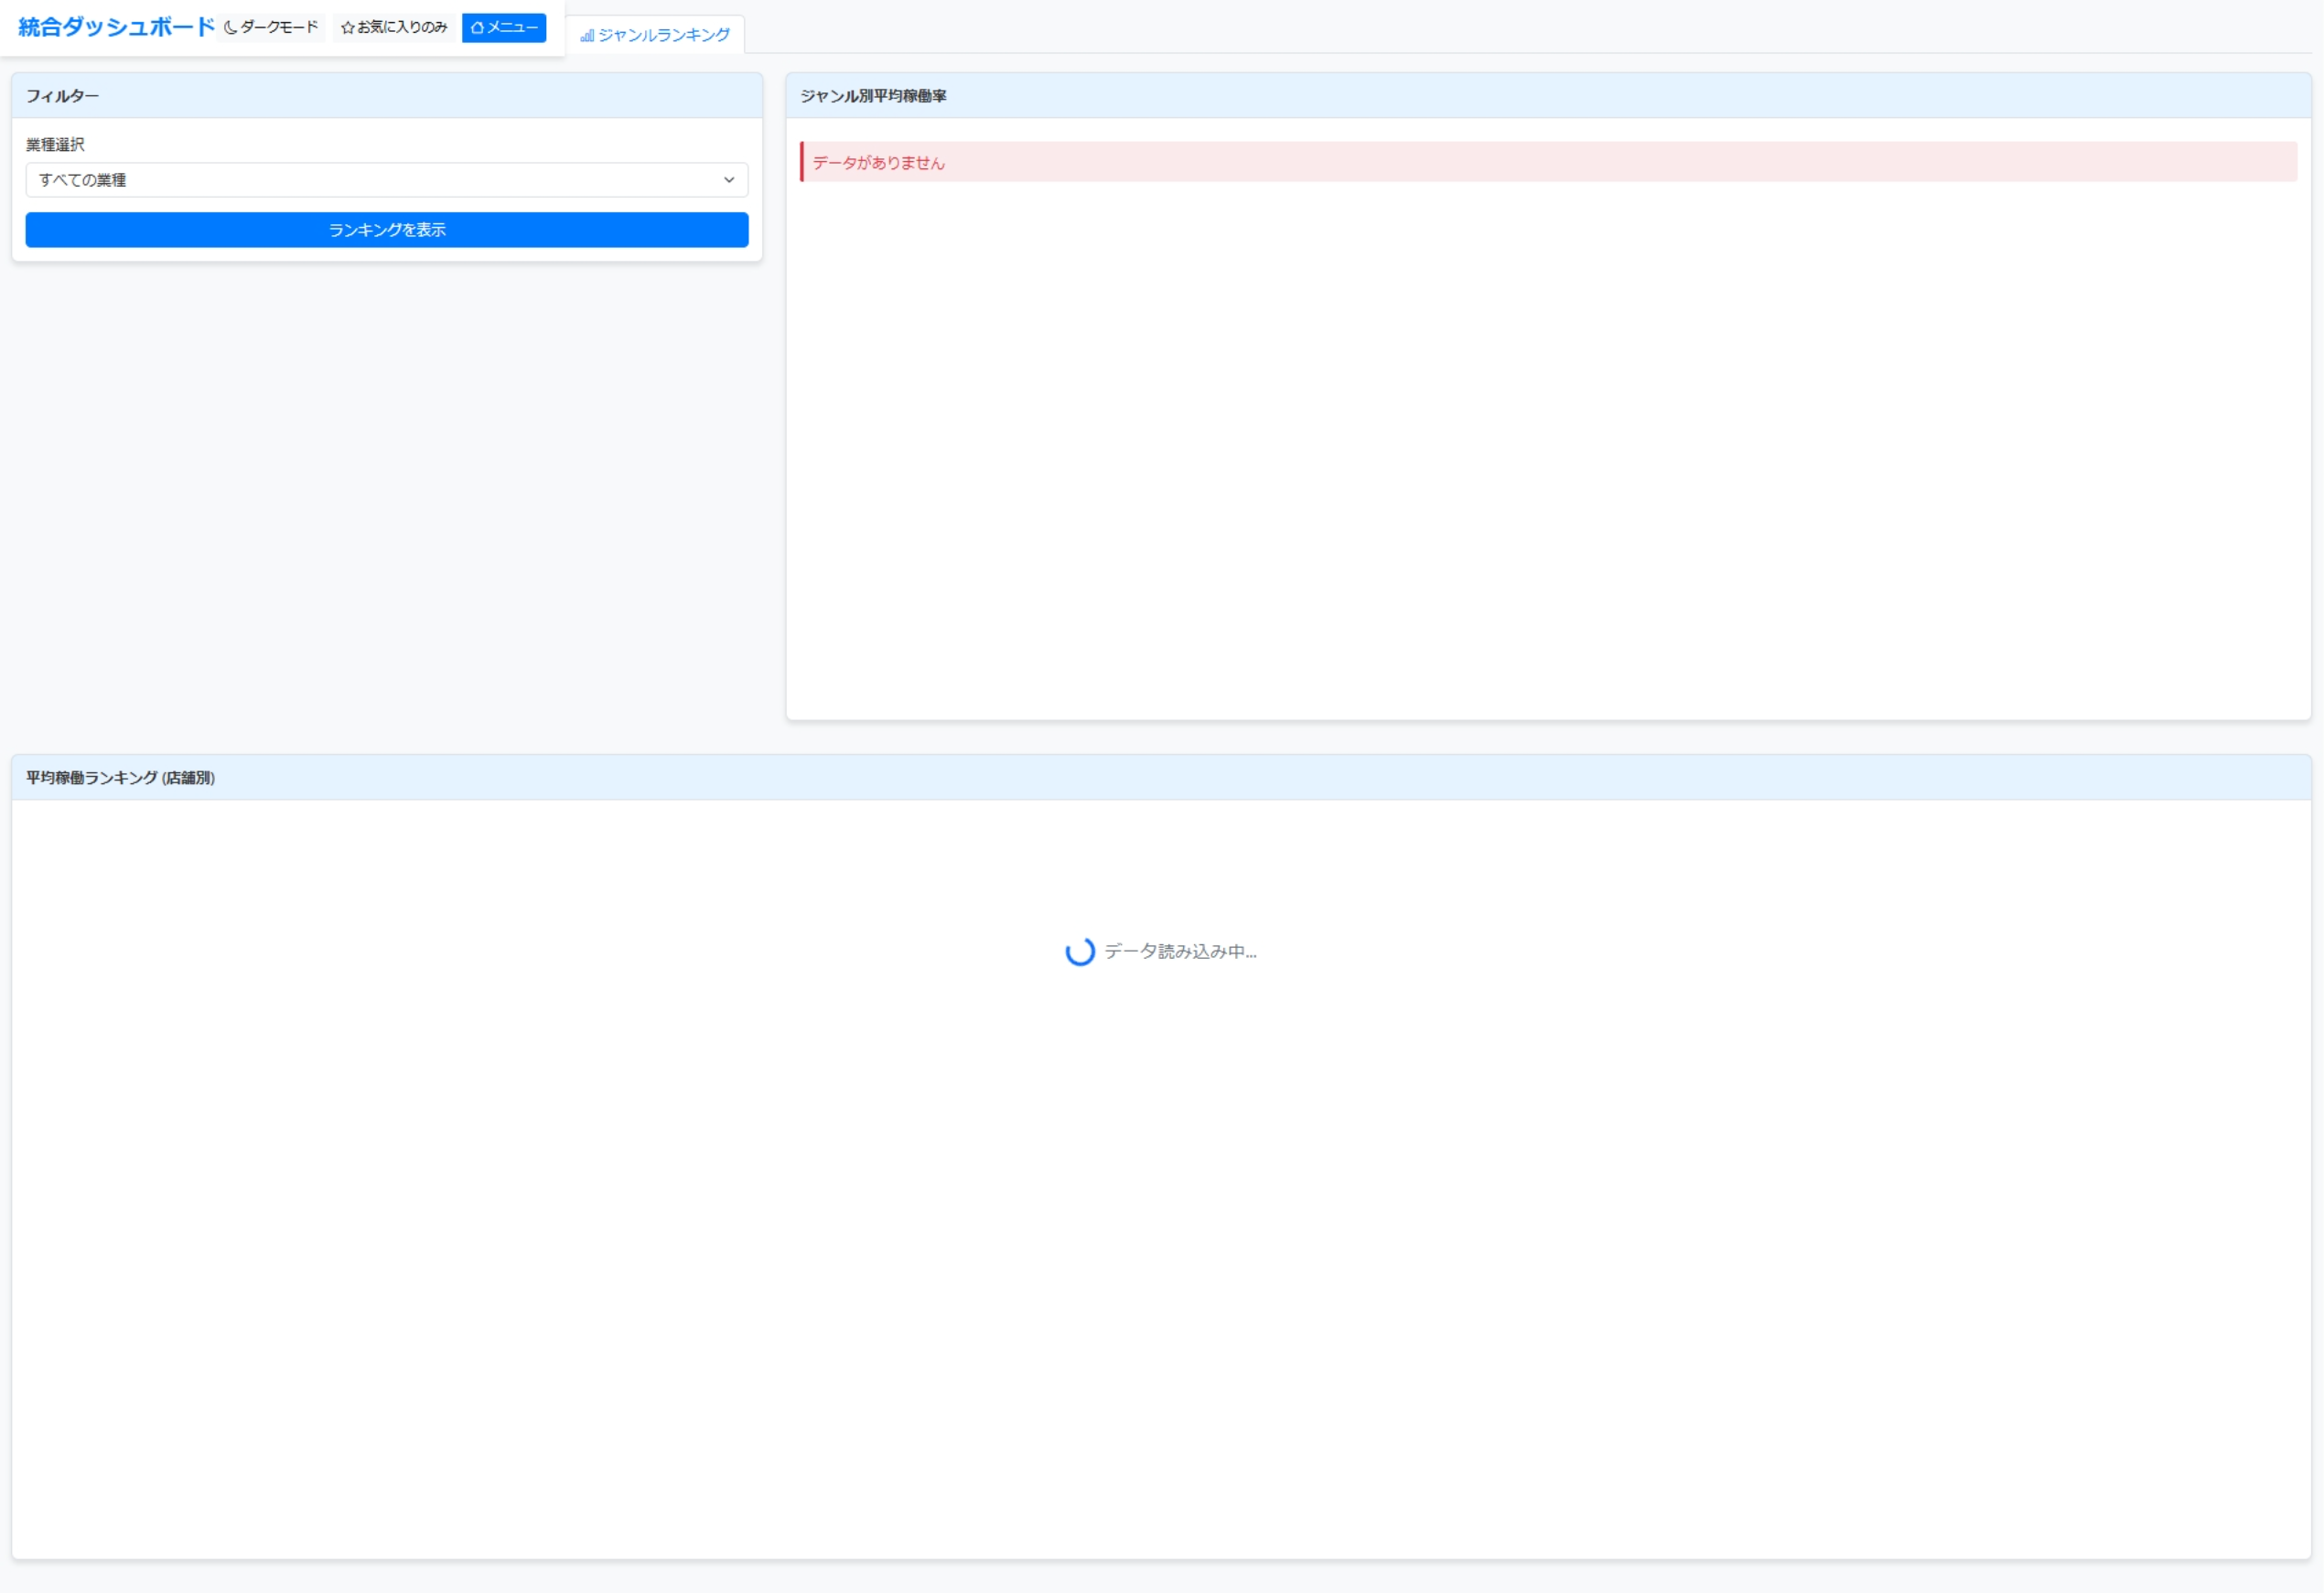 統合ダッシュボード ダークモード お気に入りのみ メニュー ジャンルランキング
フィルター
業種選択
すべての業種
ランキングを表示
ジャンル別平均稼働率
データがありません
平均稼働ランキング (店舗別)
データ読み込み中...